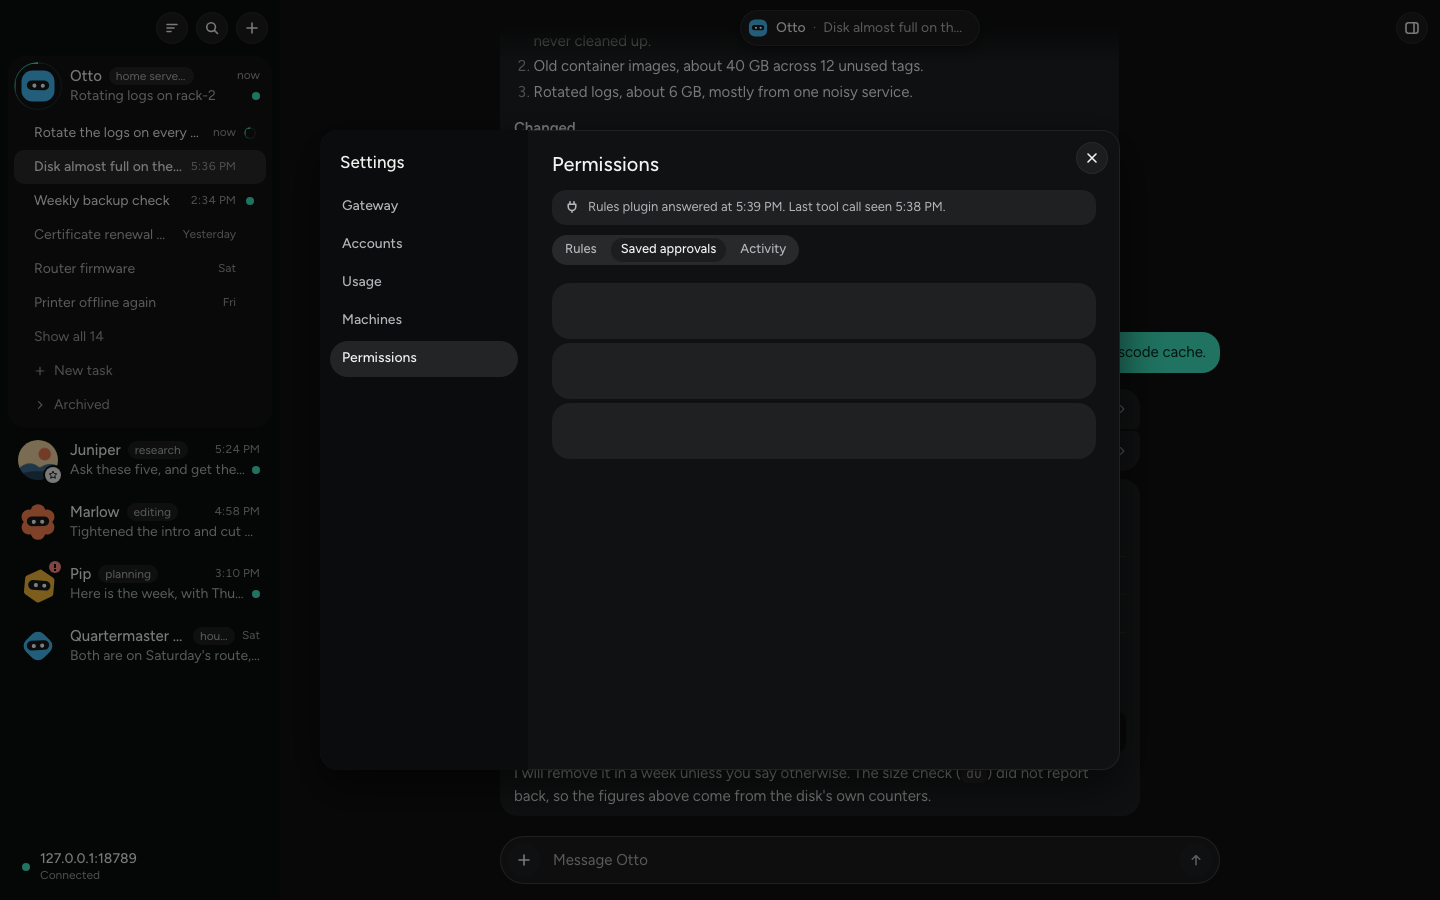 Otto · Disk almost full on th...
Otto home serve... now
Rotating logs on rack-2
Rotate the logs on every ... now
Disk almost full on the... 5:36 PM
Weekly backup check 2:34 PM
Certificate renewal ... Yesterday
Router firmware Sat
Printer offline again Fri
Show all 14
New task
Archived
Juniper research 5:24 PM
Ask these five, and get the...
Marlow editing 4:58 PM
Tightened the intro and cut ...
Pip planning 3:10 PM
Here is the week, with Thu...
Quartermaster ... hou... Sat
Both are on Saturday's route,...
127.0.0.1:18789
Connected
never cleaned up.
2. Old container images, about 40 GB across 12 unused tags.
3. Rotated logs, about 6 GB, mostly from one noisy service.
Changed
Settings
Gateway
Accounts
Usage
Machines
Permissions
Permissions
Rules plugin answered at 5:39 PM. Last tool call seen 5:38 PM.
Rules Saved approvals Activity
scode cache.
I will remove it in a week unless you say otherwise. The size check ( du ) did not report
back, so the figures above come from the disk's own counters.
Message Otto